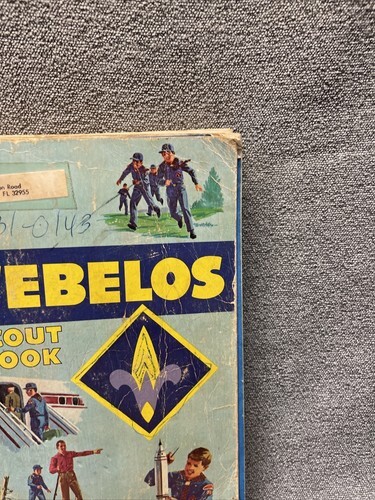 Road
FL 32955
31-0143
WEBELOS
SCOUT
BOOK